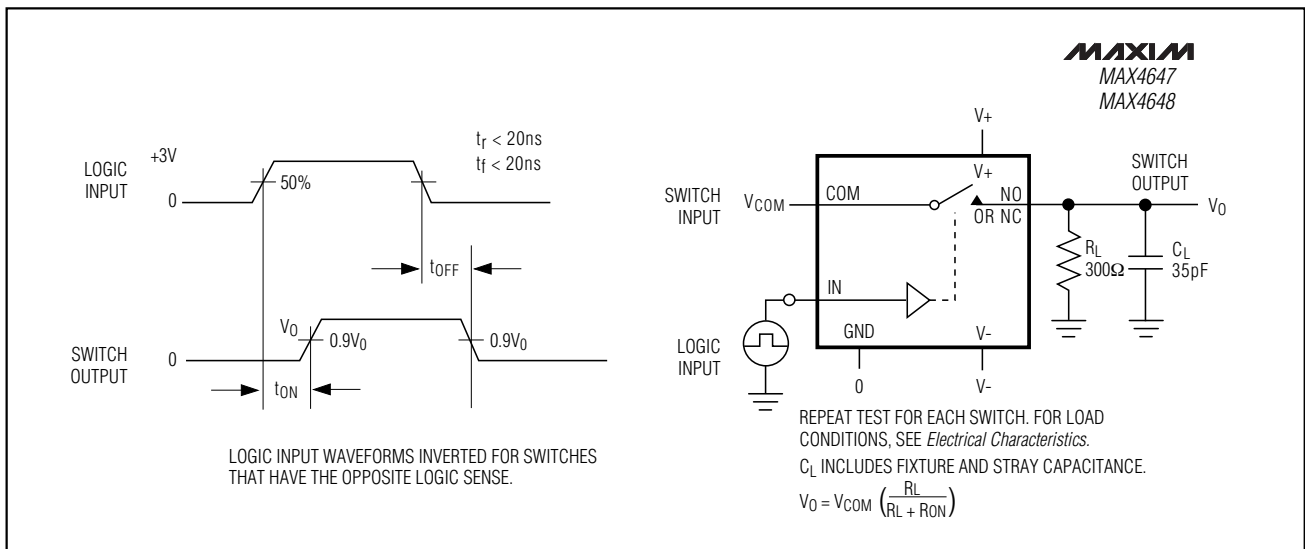 MAXIM
MAX4647
MAX4648
LOGIC
INPUT
+3V
0
50%
tr < 20ns
tf < 20ns
tOFF
SWITCH
OUTPUT
VO
0
0.9V0
0.9V0
tON
LOGIC INPUT WAVEFORMS INVERTED FOR SWITCHES
THAT HAVE THE OPPOSITE LOGIC SENSE.
V+
V+
SWITCH
INPUT
VCOM
COM
NO
OR NC
SWITCH
OUTPUT
VO
RL
300Ω
CL
35pF
IN
LOGIC
INPUT
GND
0
V-
V-
REPEAT TEST FOR EACH SWITCH. FOR LOAD
CONDITIONS, SEE Electrical Characteristics.
CL INCLUDES FIXTURE AND STRAY CAPACITANCE.
VO = VCOM (RL / RL + RON)